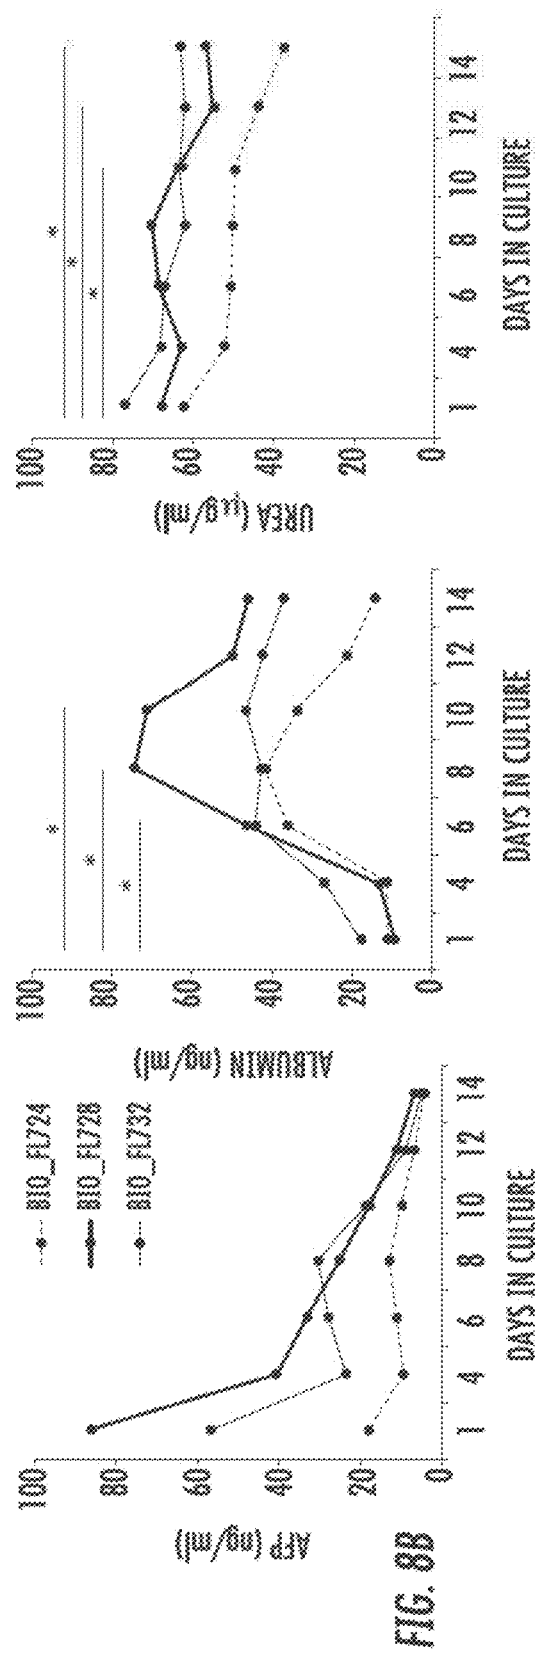 100
80
60
40
20
0
AFP (ng/ml)
1 4 6 8 10 12 14
DAYS IN CULTURE
BIO_FL724
BIO_FL728
BIO_FL732
100
80
60
40
20
0
ALBUMIN (ng/ml)
*
*
*
1 4 6 8 10 12 14
DAYS IN CULTURE
100
80
60
40
20
0
UREA (µg/ml)
*
*
*
1 4 6 8 10 12 14
DAYS IN CULTURE
FIG. 8B